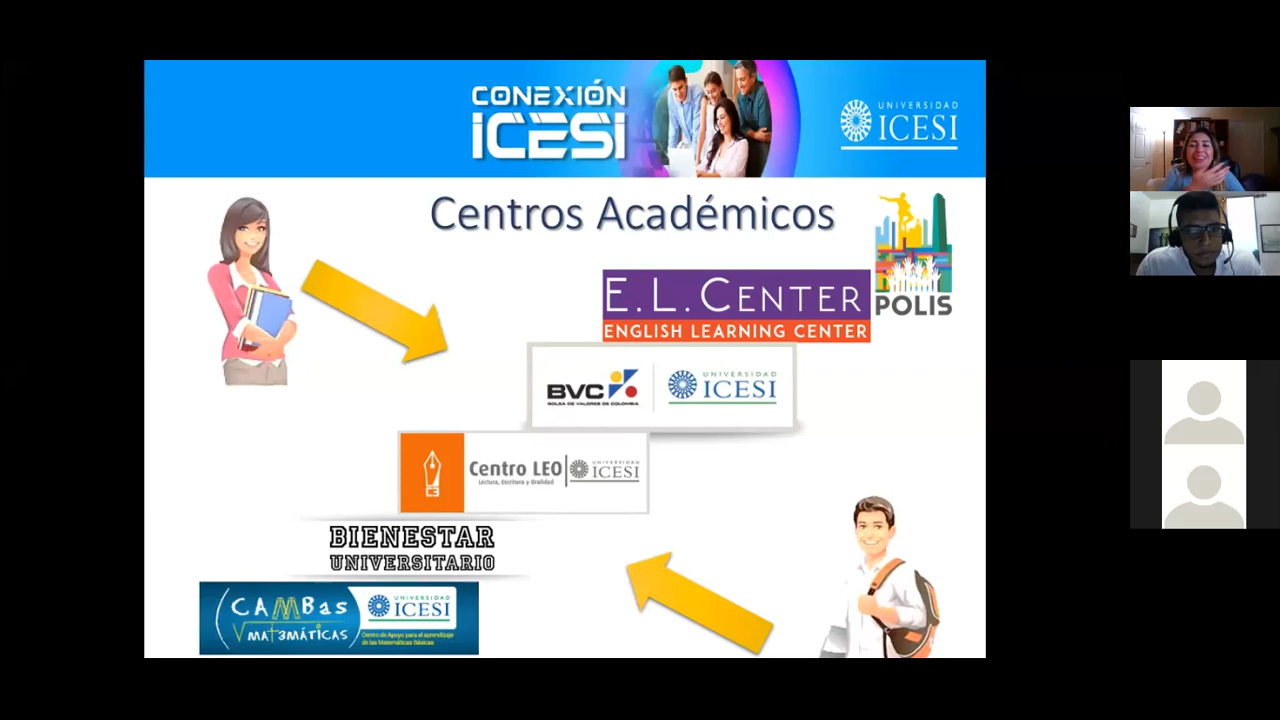 CONEXIÓN
ICESI
UNIVERSIDAD
ICESI
Centros Académicos
POLIS
E.L.CENTER
ENGLISH LEARNING CENTER
BVC
BOLSA DE VALORES DE COLOMBIA
UNIVERSIDAD
ICESI
C3
Centro LEO
Lectura, Escritura y Oralidad
UNIVERSIDAD
ICESI
BIENESTAR
UNIVERSITARIO
CAMBas
MATEMÁTICAS
UNIVERSIDAD
ICESI
Centro de Apoyo para el aprendizaje
de las Matemáticas Básicas